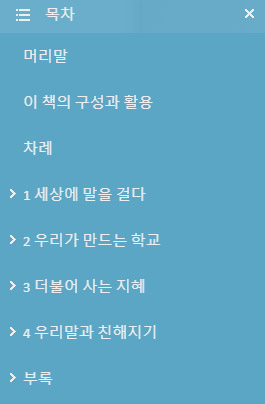 목차
머리말
이 책의 구성과 활용
차례
1 세상에 말을 걸다
2 우리가 만드는 학교
3 더불어 사는 지혜
4 우리말과 친해지기
부록